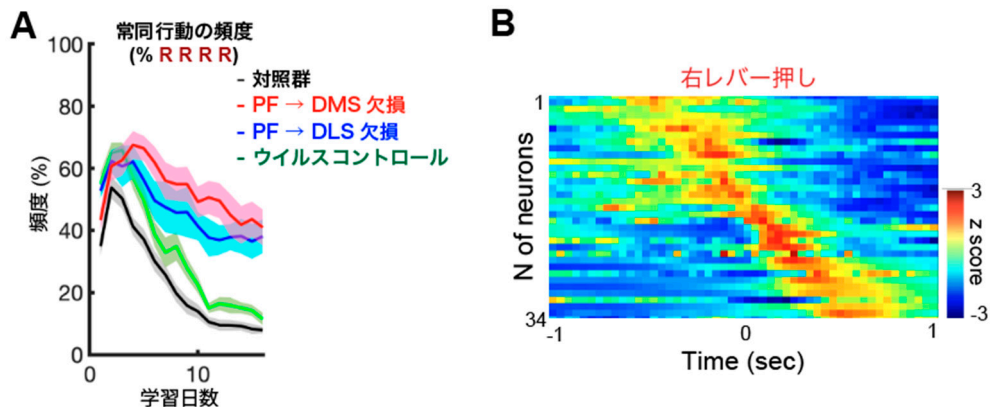 A
常同行動の頻度
(% R R R R)
100
80
60
40
20
0
頻度 (%)
0
10
学習日数
- 対照群
- PF → DMS 欠損
- PF → DLS 欠損
- ウイルスコントロール
B
右レバー押し
1
34
N of neurons
-1
0
1
Time (sec)
3
-3
z score